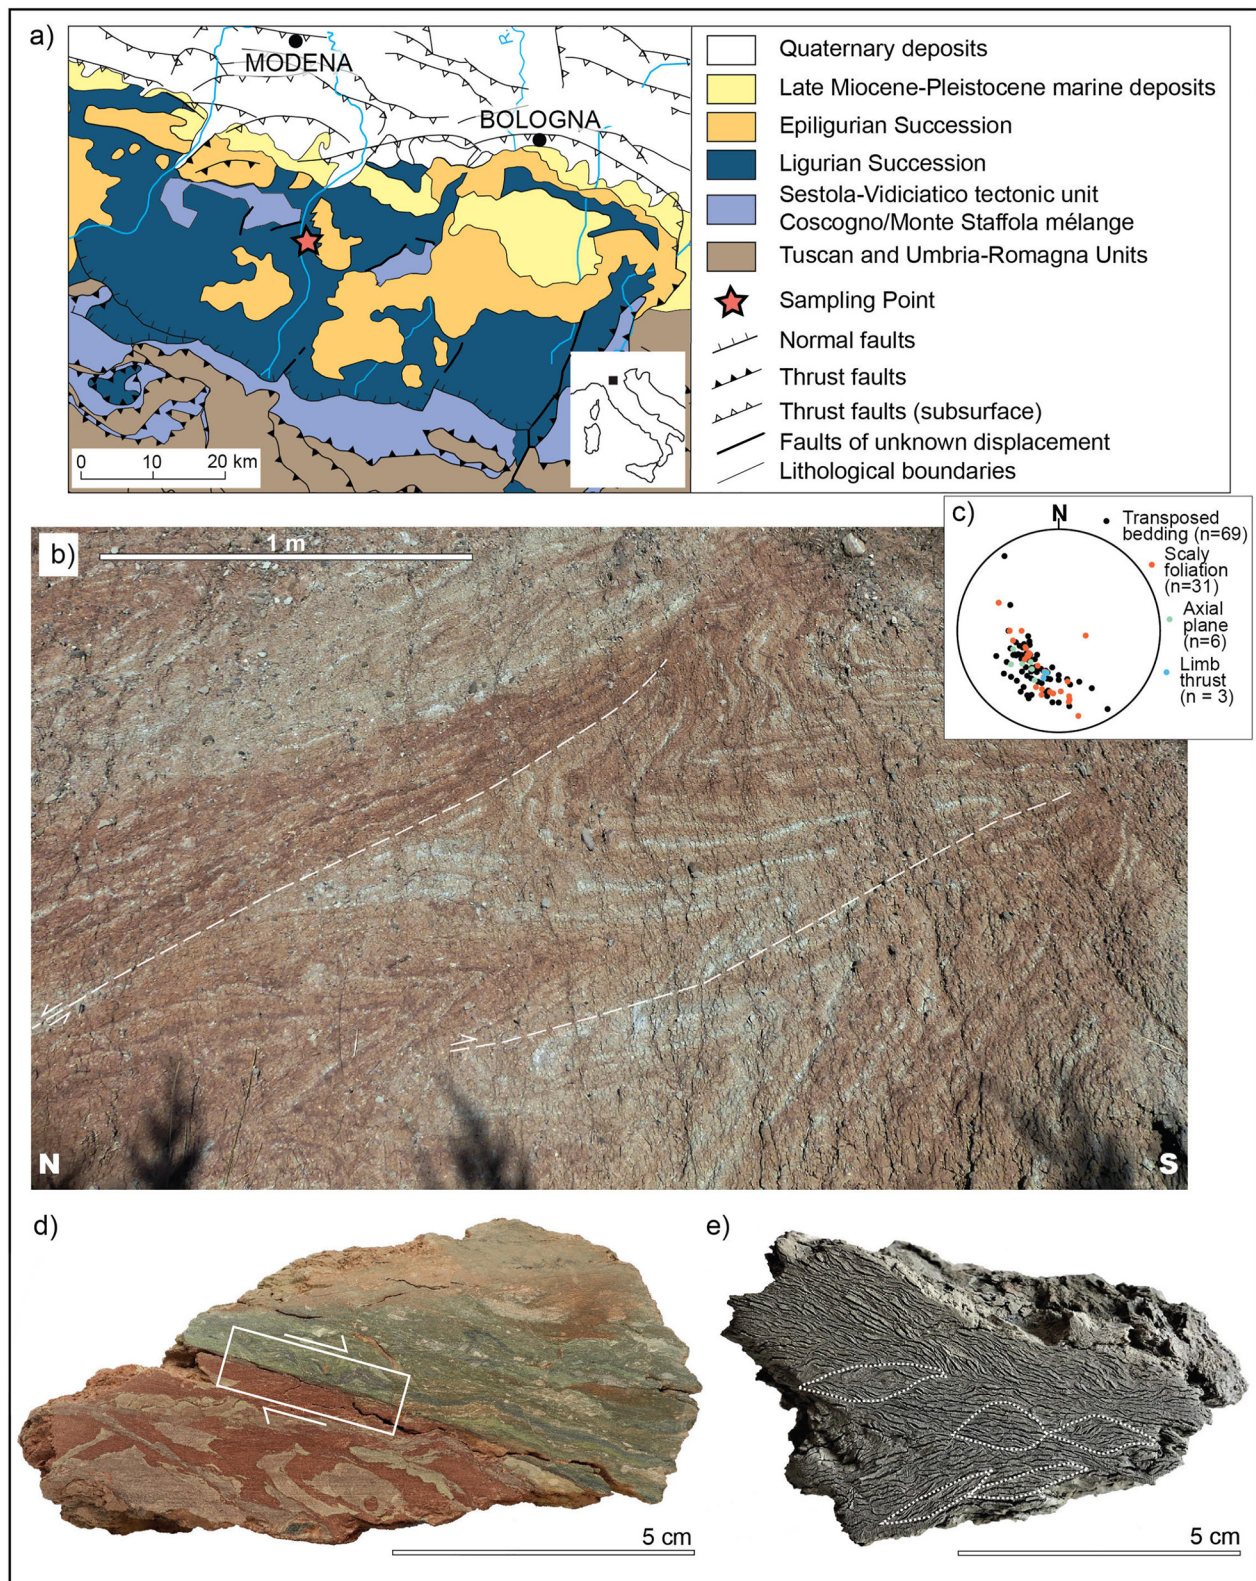 a)
MODENA
R.
BOLOGNA
0 10 20 km
Quaternary deposits
Late Miocene-Pleistocene marine deposits
Epiligurian Succession
Ligurian Succession
Sestola-Vidiciatico tectonic unit
Coscogno/Monte Staffola mélange
Tuscan and Umbria-Romagna Units
Sampling Point
Normal faults
Thrust faults
Thrust faults (subsurface)
Faults of unknown displacement
Lithological boundaries
b)
1 m
N
S
c)
N
Transposed
bedding (n=69)
Scaly
foliation
(n=31)
Axial
plane
(n=6)
Limb
thrust
(n = 3)
d)
5 cm
e)
5 cm